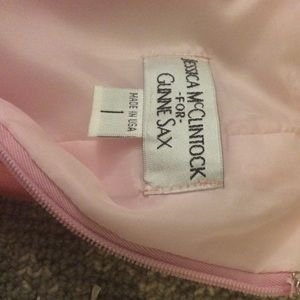 JESSICA MCCLINTOCK
-FOR-
GUNNE SAX
MADE IN USA
1